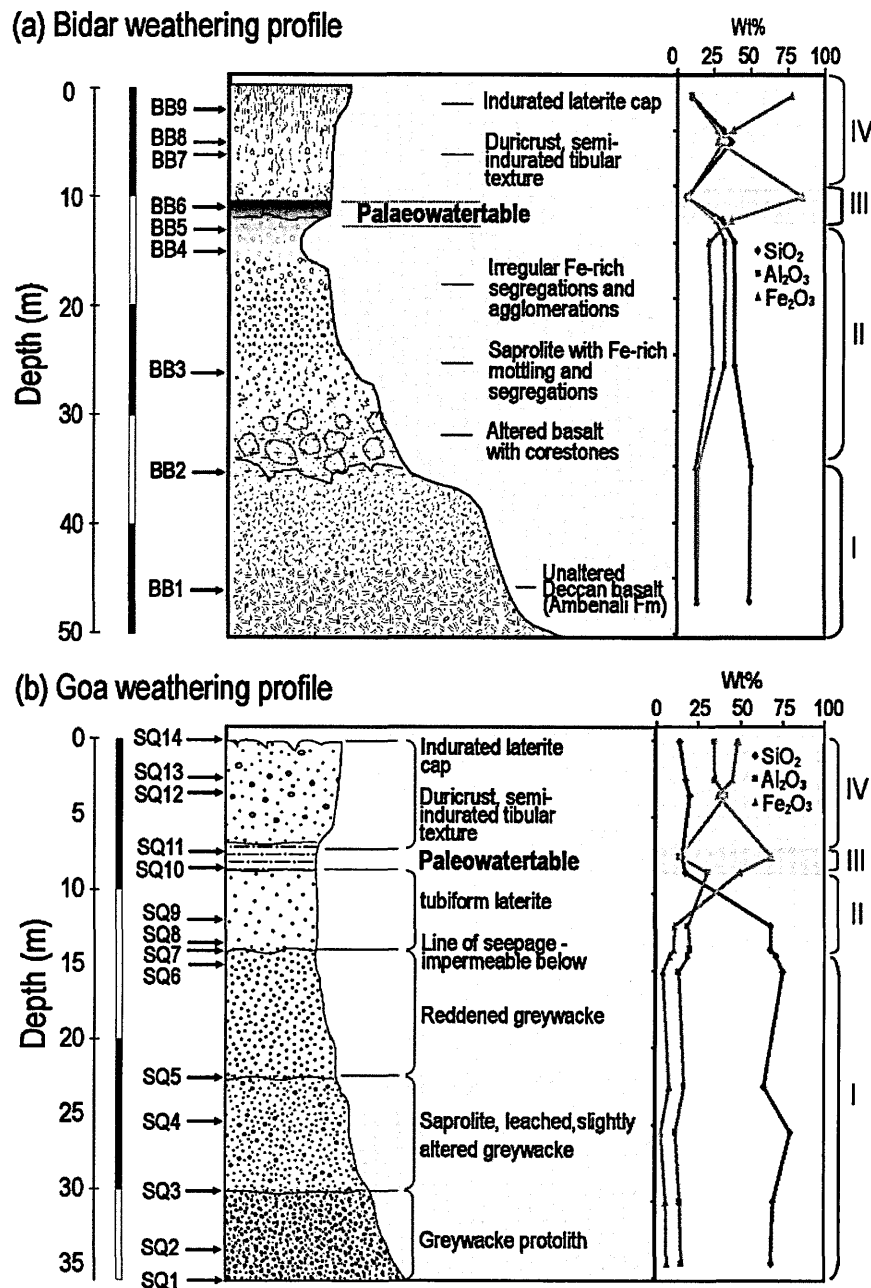 (a) Bidar weathering profile
Wt%
0 25 50 75 100
Depth (m)
0
10
20
30
40
50
BB9
BB8
BB7
BB6
BB5
BB4
BB3
BB2
BB1
Indurated laterite cap
Duricrust, semi-
indurated tibular
texture
Palaeowatertable
Irregular Fe-rich
segregations and
agglomerations
Saprolite with Fe-rich
mottling and
segregations
Altered basalt
with corestones
Unaltered
Deccan basalt
(Ambenali Fm)
SiO₂
Al₂O₃
Fe₂O₃
IV
III
II
I
(b) Goa weathering profile
Wt%
0 25 50 75 100
Depth (m)
0
5
10
15
20
25
30
35
SQ14
SQ13
SQ12
SQ11
SQ10
SQ9
SQ8
SQ7
SQ6
SQ5
SQ4
SQ3
SQ2
SQ1
Indurated laterite
cap
Duricrust, semi-
indurated tibular
texture
Paleowatertable
tubiform laterite
Line of seepage -
impermeable below
Reddened greywacke
Saprolite, leached,slightly
altered greywacke
Greywacke protolith
SiO₂
Al₂O₃
Fe₂O₃
IV
III
II
I